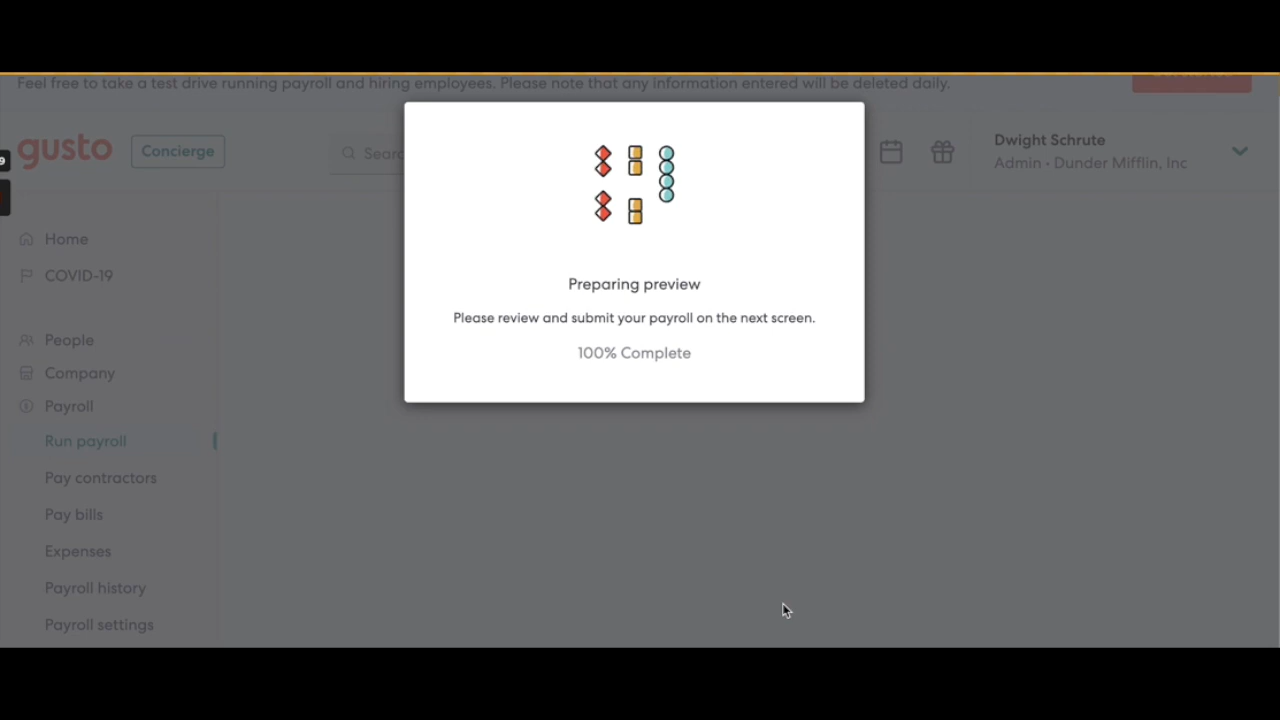 Feel free to take a test drive running payroll and hiring employees. Please note that any information entered will be deleted daily.
gusto
Concierge
Searc
Dwight Schrute
Admin - Dunder Mifflin, Inc
9
Home
COVID-19
People
Company
Payroll
Run payroll
Pay contractors
Pay bills
Expenses
Payroll history
Payroll settings
Preparing preview
Please review and submit your payroll on the next screen.
100% Complete